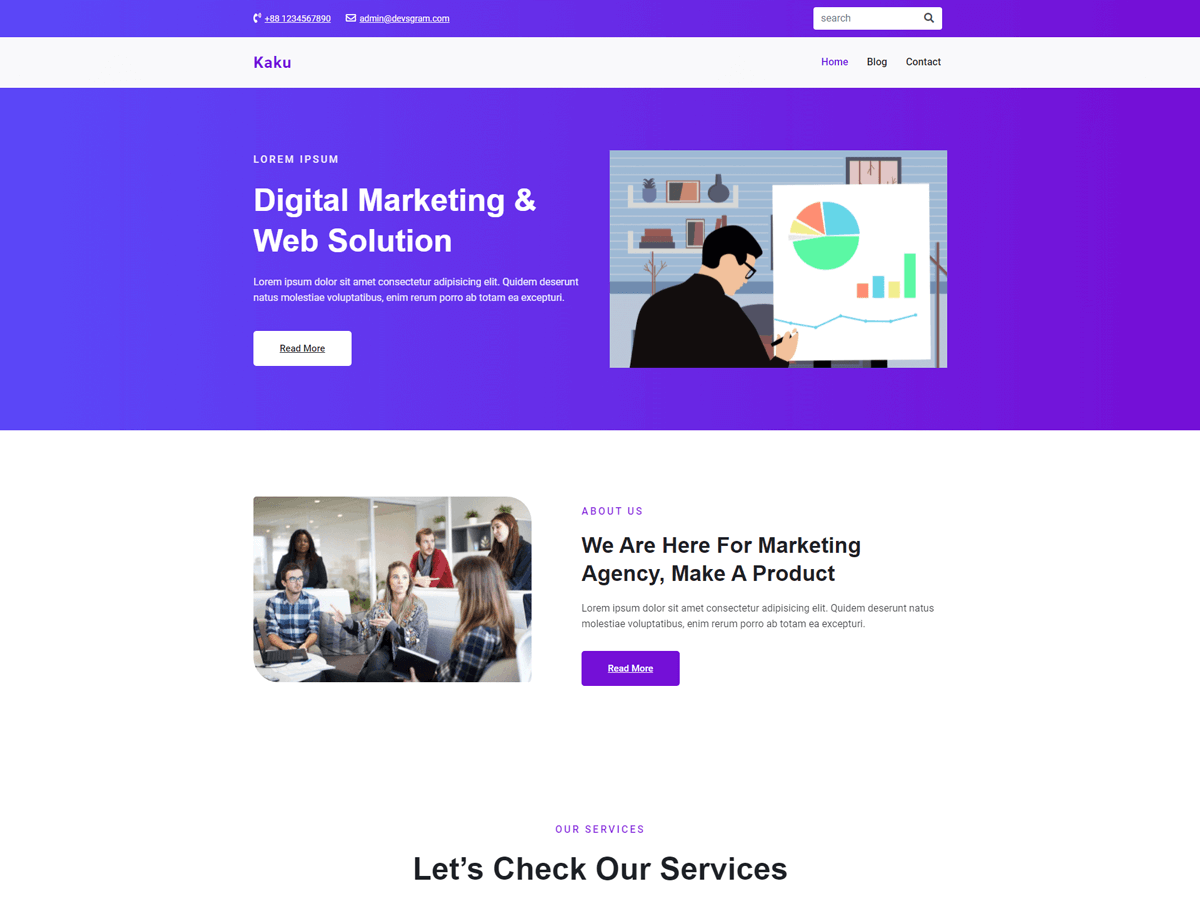 +88 1234567890 admin@devsgram.com search
Kaku Home Blog Contact
LOREM IPSUM
Digital Marketing &
Web Solution
Lorem ipsum dolor sit amet consectetur adipisicing elit. Quidem deserunt
natus molestiae voluptatibus, enim rerum porro ab totam ea excepturi.
Read More
ABOUT US
We Are Here For Marketing
Agency, Make A Product
Lorem ipsum dolor sit amet consectetur adipisicing elit. Quidem deserunt natus
molestiae voluptatibus, enim rerum porro ab totam ea excepturi.
Read More
OUR SERVICES
Let’s Check Our Services